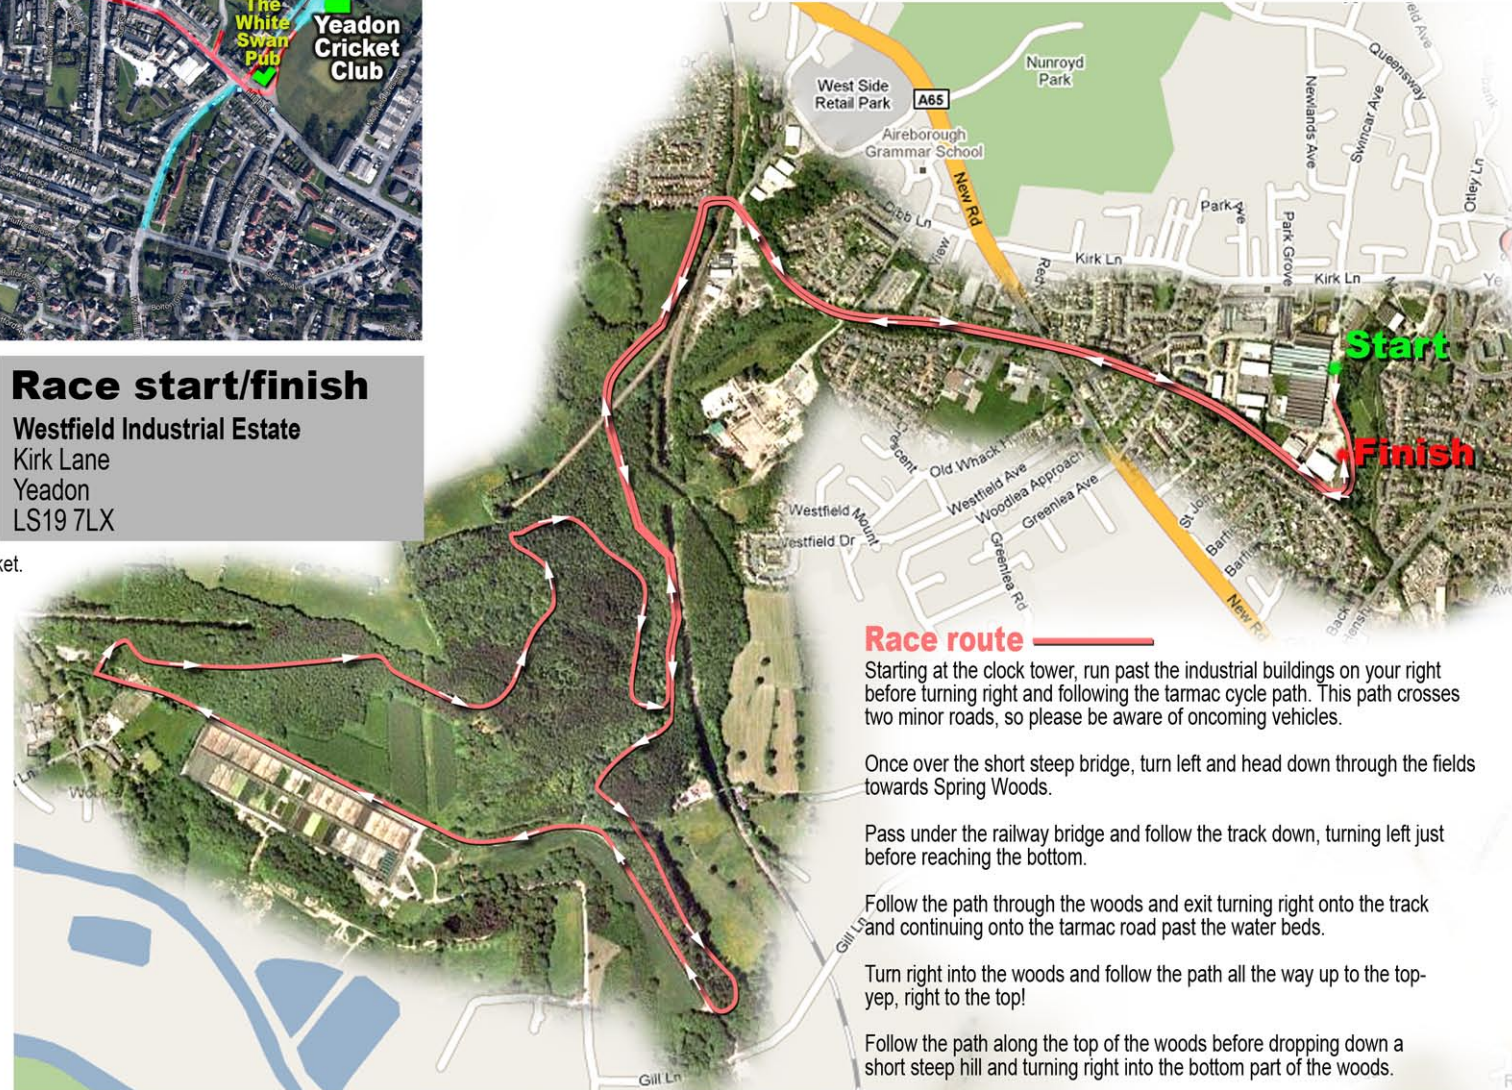 The
White
Swan
Pub
Yeadon
Cricket
Club
Race start/finish
Westfield Industrial Estate
Kirk Lane
Yeadon
LS19 7LX
ket.
Nunroyd
Park
West Side
Retail Park
A65
Aireborough
Grammar School
New Rd
Queensway
Newlands Ave
Swincar Ave
Otley Ln
Park
Park Grove
Kirk Ln
Kirk Ln
Start
Finish
Old Whack H
Westfield Ave
Woodlea Approach
Greenlea Ave
Greenlea Rd
Westfield Mount
Westfield Dr
New Rd
Gill Ln
Gill Ln
Race route
Starting at the clock tower, run past the industrial buildings on your right
before turning right and following the tarmac cycle path. This path crosses
two minor roads, so please be aware of oncoming vehicles.
Once over the short steep bridge, turn left and head down through the fields
towards Spring Woods.
Pass under the railway bridge and follow the track down, turning left just
before reaching the bottom.
Follow the path through the woods and exit turning right onto the track
and continuing onto the tarmac road past the water beds.
Turn right into the woods and follow the path all the way up to the top-
yep, right to the top!
Follow the path along the top of the woods before dropping down a
short steep hill and turning right into the bottom part of the woods.